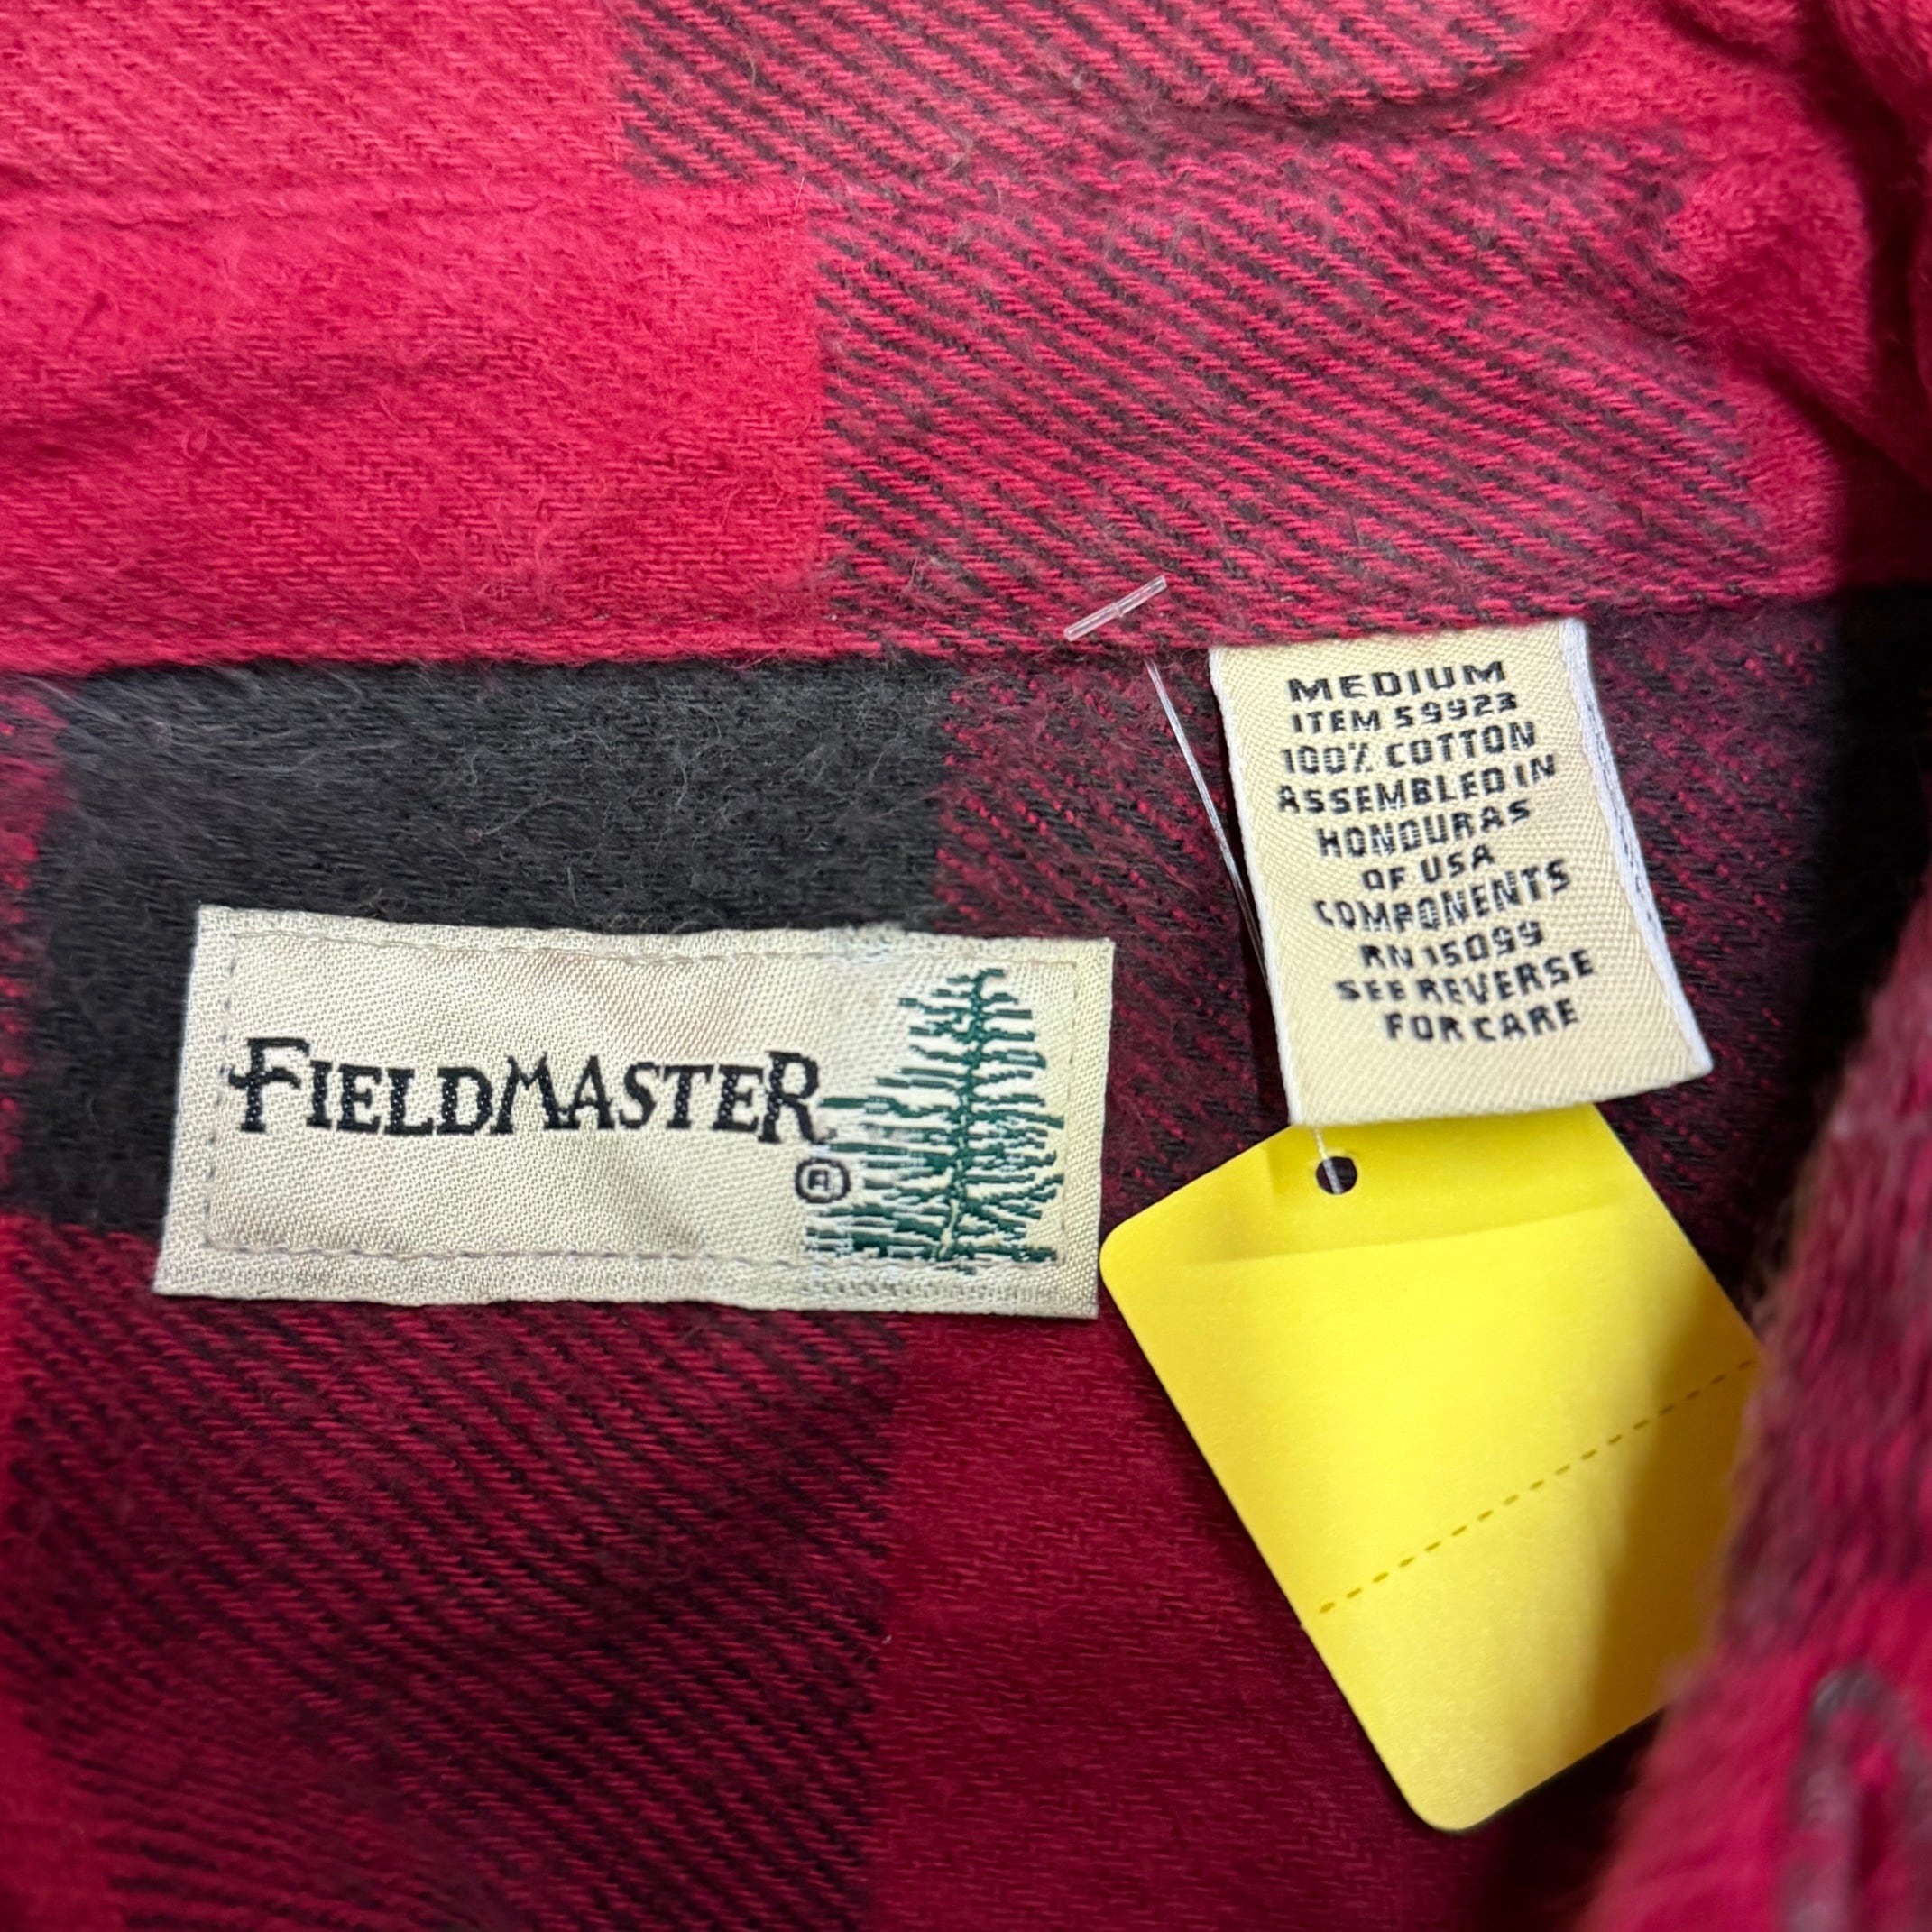 MEDIUM
ITEM 59923
100% COTTON
ASSEMBLED IN
HONDURAS
OF USA
COMPONENTS
RN 15099
SEE REVERSE
FOR CARE
FIELDMASTER
®